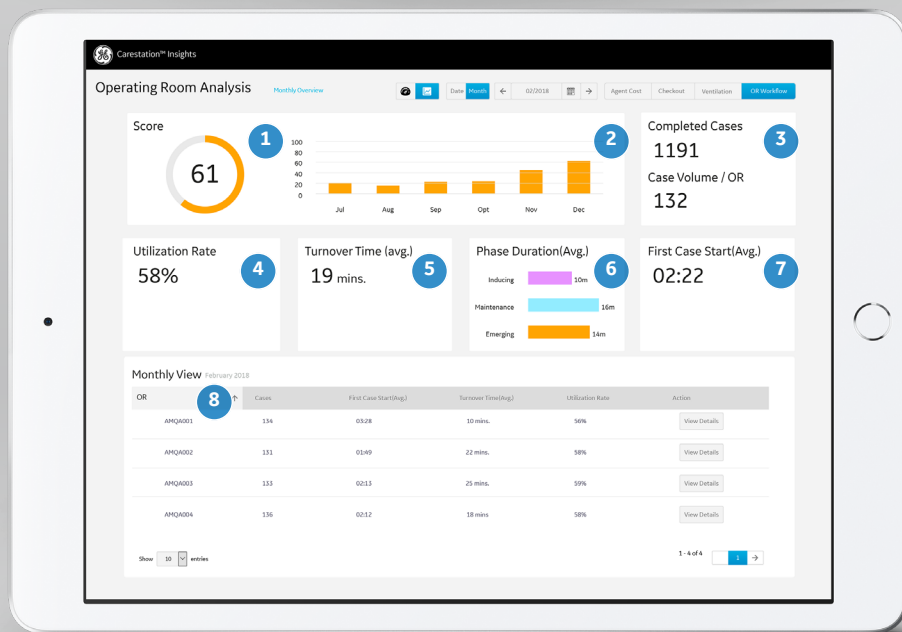 Carestation™ Insights
Operating Room Analysis Monthly Overview Date Month ← 02/2018 → Agent Cost Checkout Ventilation OR Workflow
Score 1
61
2
100
80
60
40
20
0
Jul Aug Sep Opt Nov Dec
Completed Cases 3
1191
Case Volume / OR
132
Utilization Rate
58% 4
Turnover Time (avg.)
19 mins. 5
Phase Duration(Avg.) 6
Inducing 10m
Maintenance 16m
Emerging 14m
First Case Start(Avg.)
02:22 7
Monthly View February 2018
OR 8 ↑ Cases First Case Start(Avg.) Turnover Time(Avg.) Utilization Rate Action
AMQA001 134 03:28 10 mins. 56% View Details
AMQA002 131 01:49 22 mins. 58% View Details
AMQA003 133 02:13 25 mins. 59% View Details
AMQA004 136 02:12 18 mins 58% View Details
Show 10 entries 1 - 4 of 4 1 →